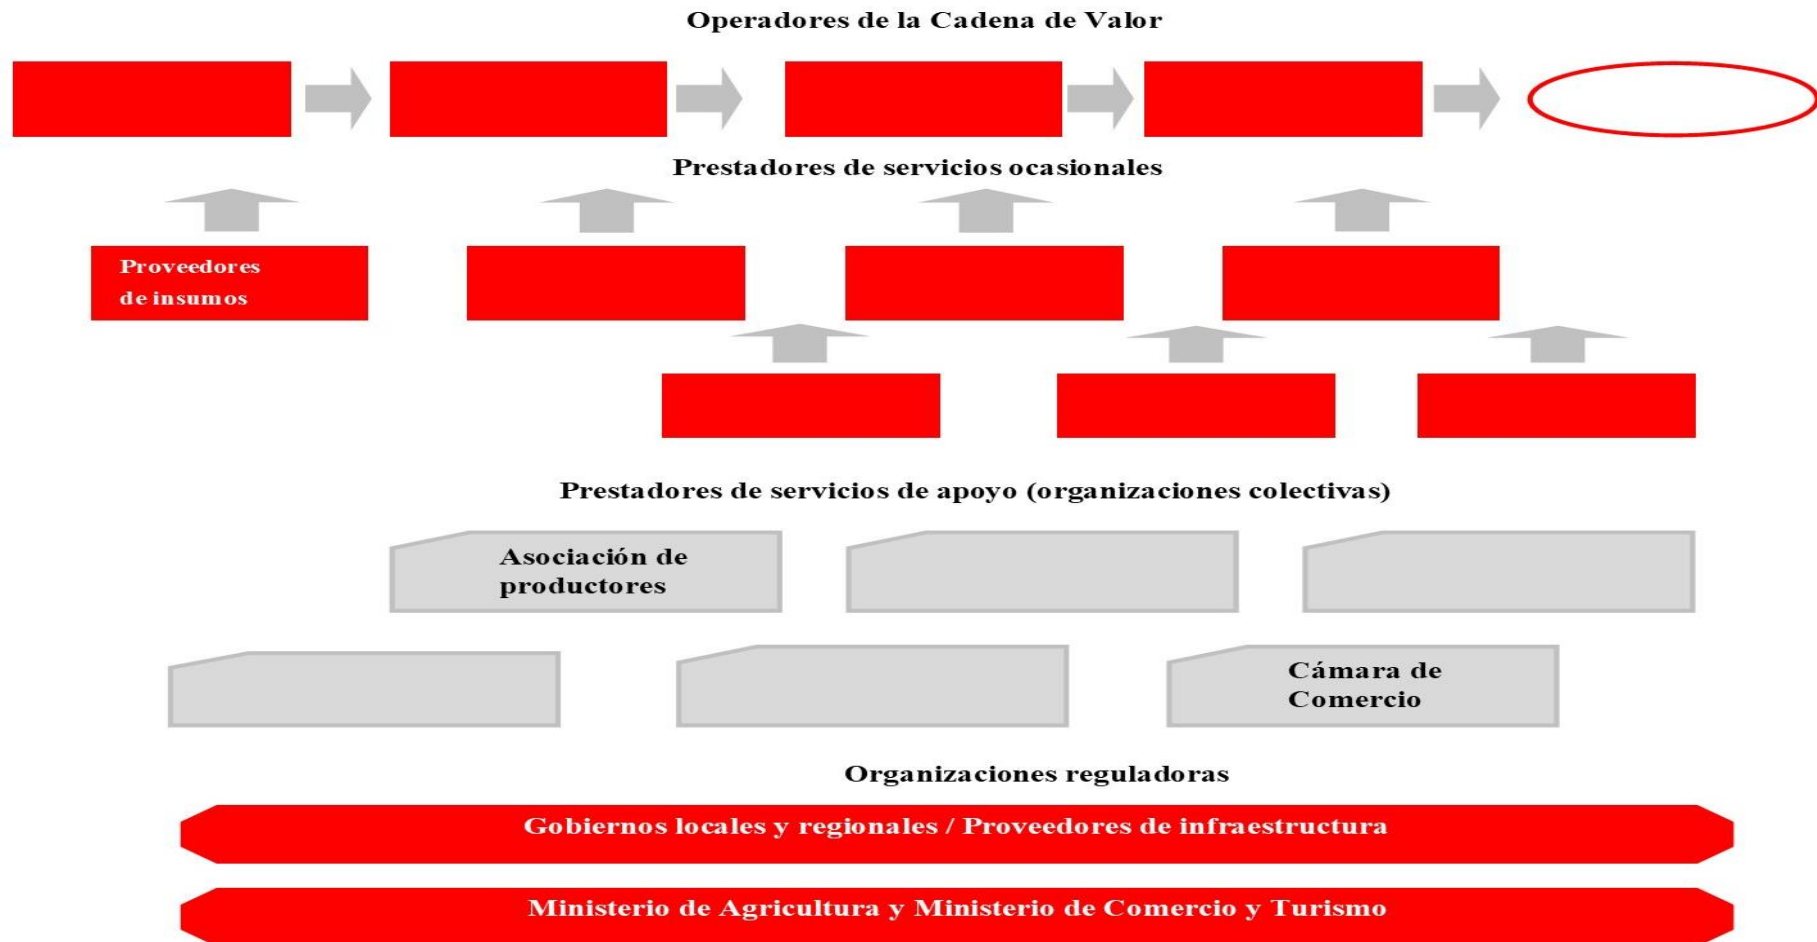 Operadores de la Cadena de Valor
Prestadores de servicios ocasionales
Proveedores
de insumos
Prestadores de servicios de apoyo (organizaciones colectivas)
Asociación de
productores
Cámara de
Comercio
Organizaciones reguladoras
Gobiernos locales y regionales / Proveedores de infraestructura
Ministerio de Agricultura y Ministerio de Comercio y Turismo